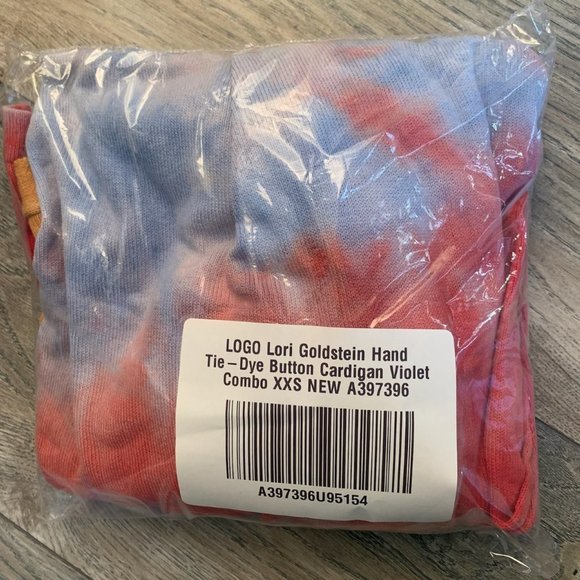 LOGO Lori Goldstein Hand
Tie-Dye Button Cardigan Violet
Combo XXS NEW A397396
A397396U95154